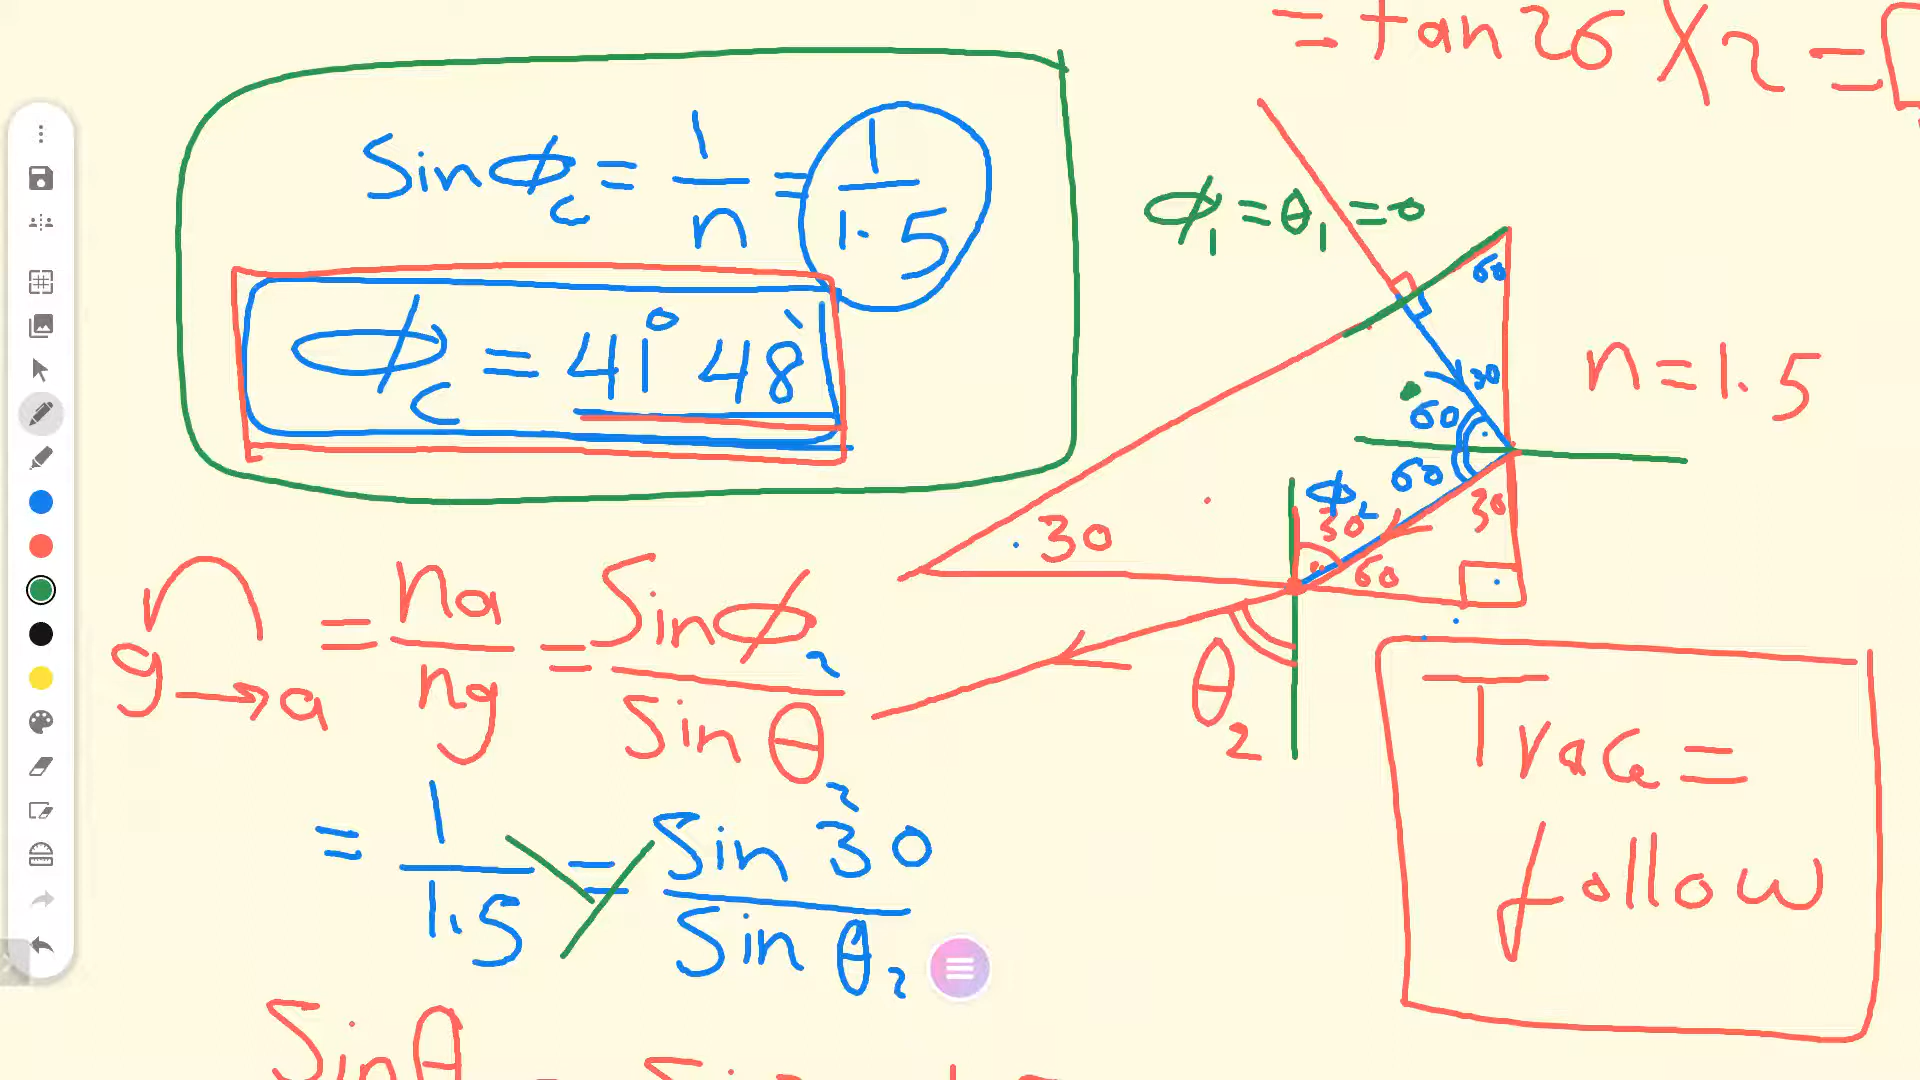 = tan 26 × 2 =
Sin ϕc = 1/n = 1/1.5
ϕ1 = θ1 = 0
60
ϕc = 41° 48`
30
n = 1.5
60
60
ϕ2
30
30
30
60
gna = na/ng = Sin ϕ2 / Sin θ2
g → a
θ2
Trace =
follow
= 1/1.5 = Sin 30 / Sin θ2
Sin θ